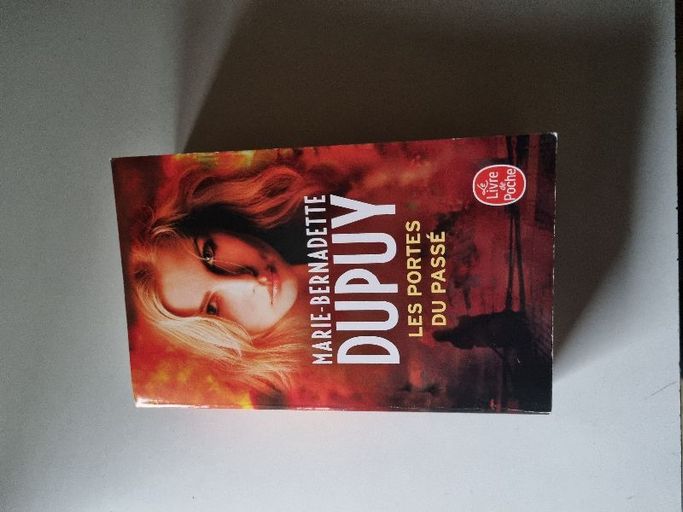 MARIE-BERNADETTE
DUPUY
LES PORTES
DU PASSÉ
Le
Livre
de
Poche